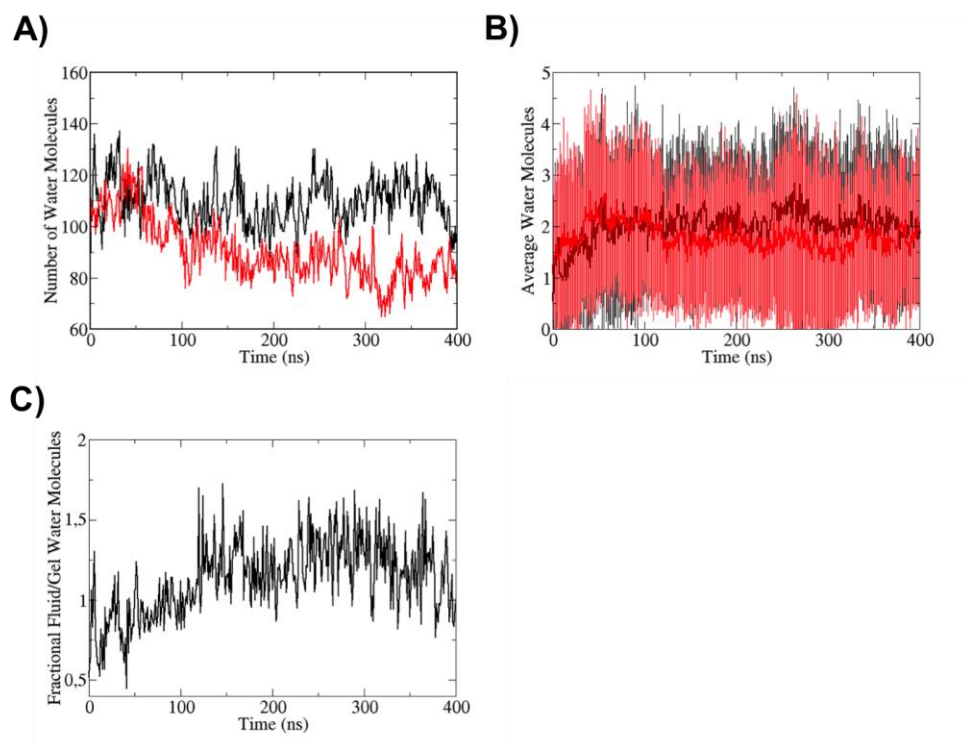 A)
160
140
120
100
80
60
Number of Water Molecules
0 100 200 300 400
Time (ns)
B)
5
4
3
2
1
0
Average Water Molecules
0 100 200 300 400
Time (ns)
C)
2
1,5
1
0,5
Fractional Fluid/Gel Water Molecules
0 100 200 300 400
Time (ns)